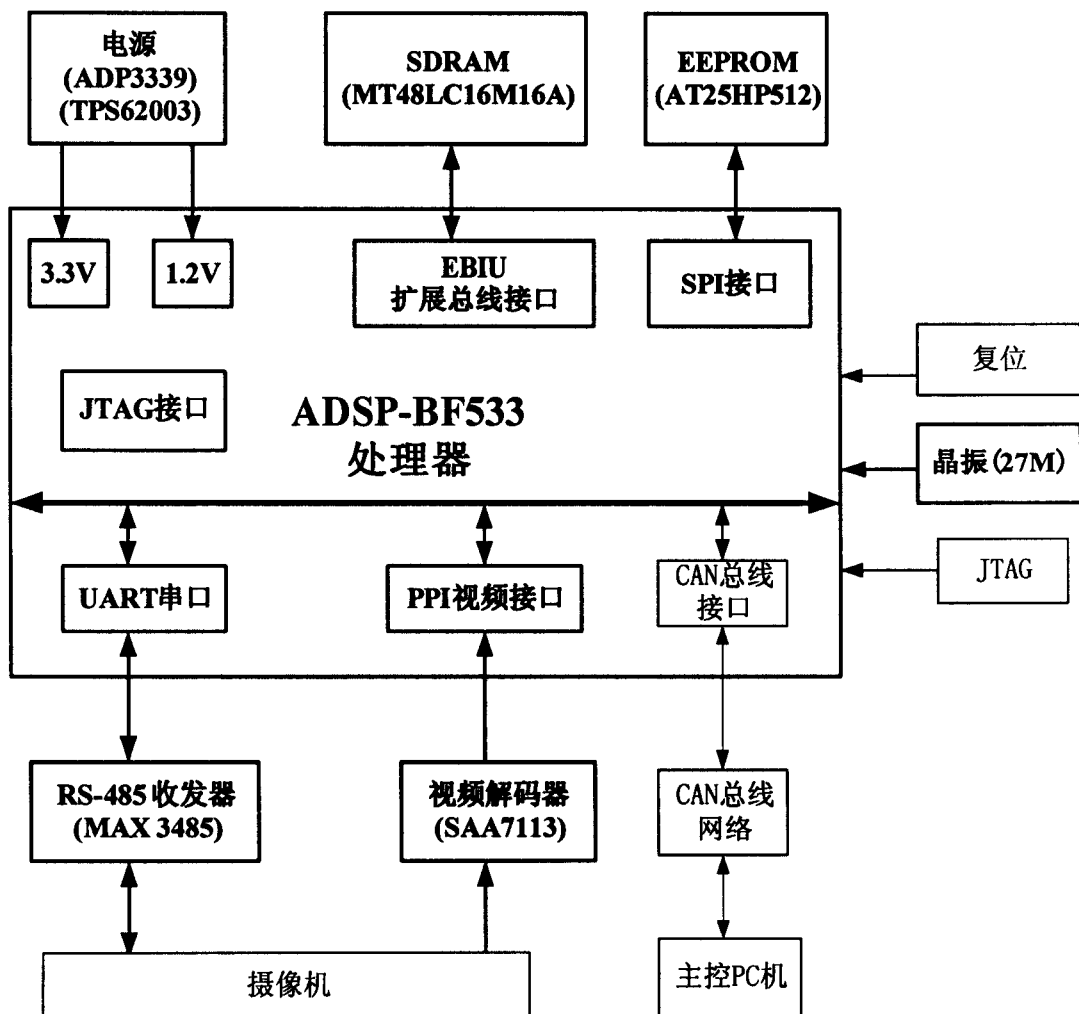 电源
(ADP3339)
(TPS62003)
SDRAM
(MT48LC16M16A)
EEPROM
(AT25HP512)
3.3V
1.2V
EBIU
扩展总线接口
SPI接口
复位
JTAG接口
ADSP-BF533
处理器
晶振(27M)
JTAG
UART串口
PPI视频接口
CAN总线
接口
RS-485收发器
(MAX 3485)
视频解码器
(SAA7113)
CAN总线
网络
摄像机
主控PC机